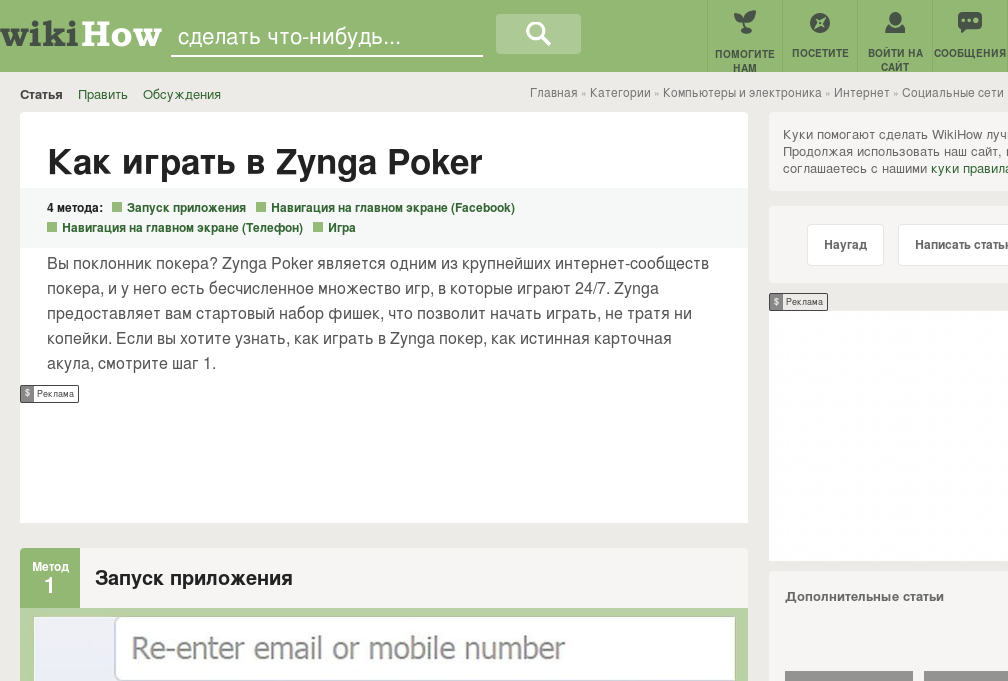 wikiHow
сделать что-нибудь...
ПОМОГИТЕ НАМ
ПОСЕТИТЕ
ВОЙТИ НА САЙТ
СООБЩЕНИЯ
Статья Править Обсуждения
Главная » Категории » Компьютеры и электроника » Интернет » Социальные сети
Как играть в Zynga Poker
4 метода: Запуск приложения Навигация на главном экране (Facebook)
Навигация на главном экране (Телефон) Игра
Вы поклонник покера? Zynga Poker является одним из крупнейших интернет-сообществ
покера, и у него есть бесчисленное множество игр, в которые играют 24/7. Zynga
предоставляет вам стартовый набор фишек, что позволит начать играть, не тратя ни
копейки. Если вы хотите узнать, как играть в Zynga покер, как истинная карточная
акула, смотрите шаг 1.
$ Реклама
Метод
1
Запуск приложения
Re-enter email or mobile number
Куки помогают сделать WikiHow
Продолжая использовать наш сайт,
соглашаетесь с нашими куки
Наугад
Написать
$ Реклама
Дополнительные статьи